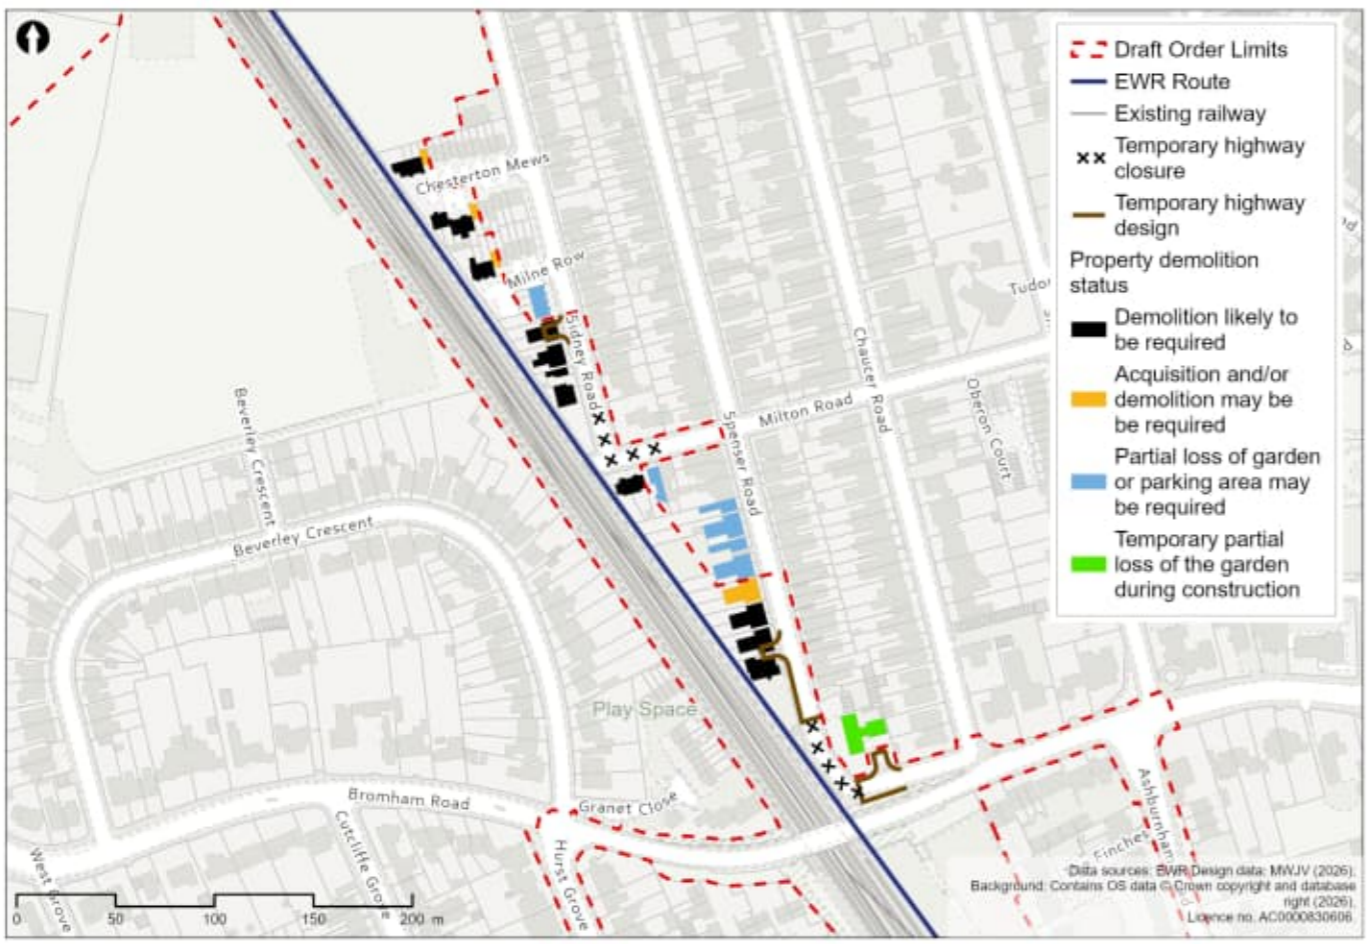 Draft Order Limits
EWR Route
Existing railway
Temporary highway
closure
Temporary highway
design
Property demolition
status
Demolition likely to
be required
Acquisition and/or
demolition may be
be required
Partial loss of garden
or parking area may
be required
Temporary partial
loss of the garden
during construction
Chesterton Mews
Milne Row
Sidney Road
Milton Road
Spenser Road
Chaucer Road
Oberon Court
Beverley Crescent
Beverley Crescent
Play Space
Bromham Road
Granet Close
Cutcliffe Grove
Hurst Grove
West Grove
Ashburnham
Finches
Data sources: EWR Design data: MWJV (2026).
Background: Contains OS data © Crown copyright and database
right (2026).
Licence no. AC0000830606.
0 50 100 150 200 m